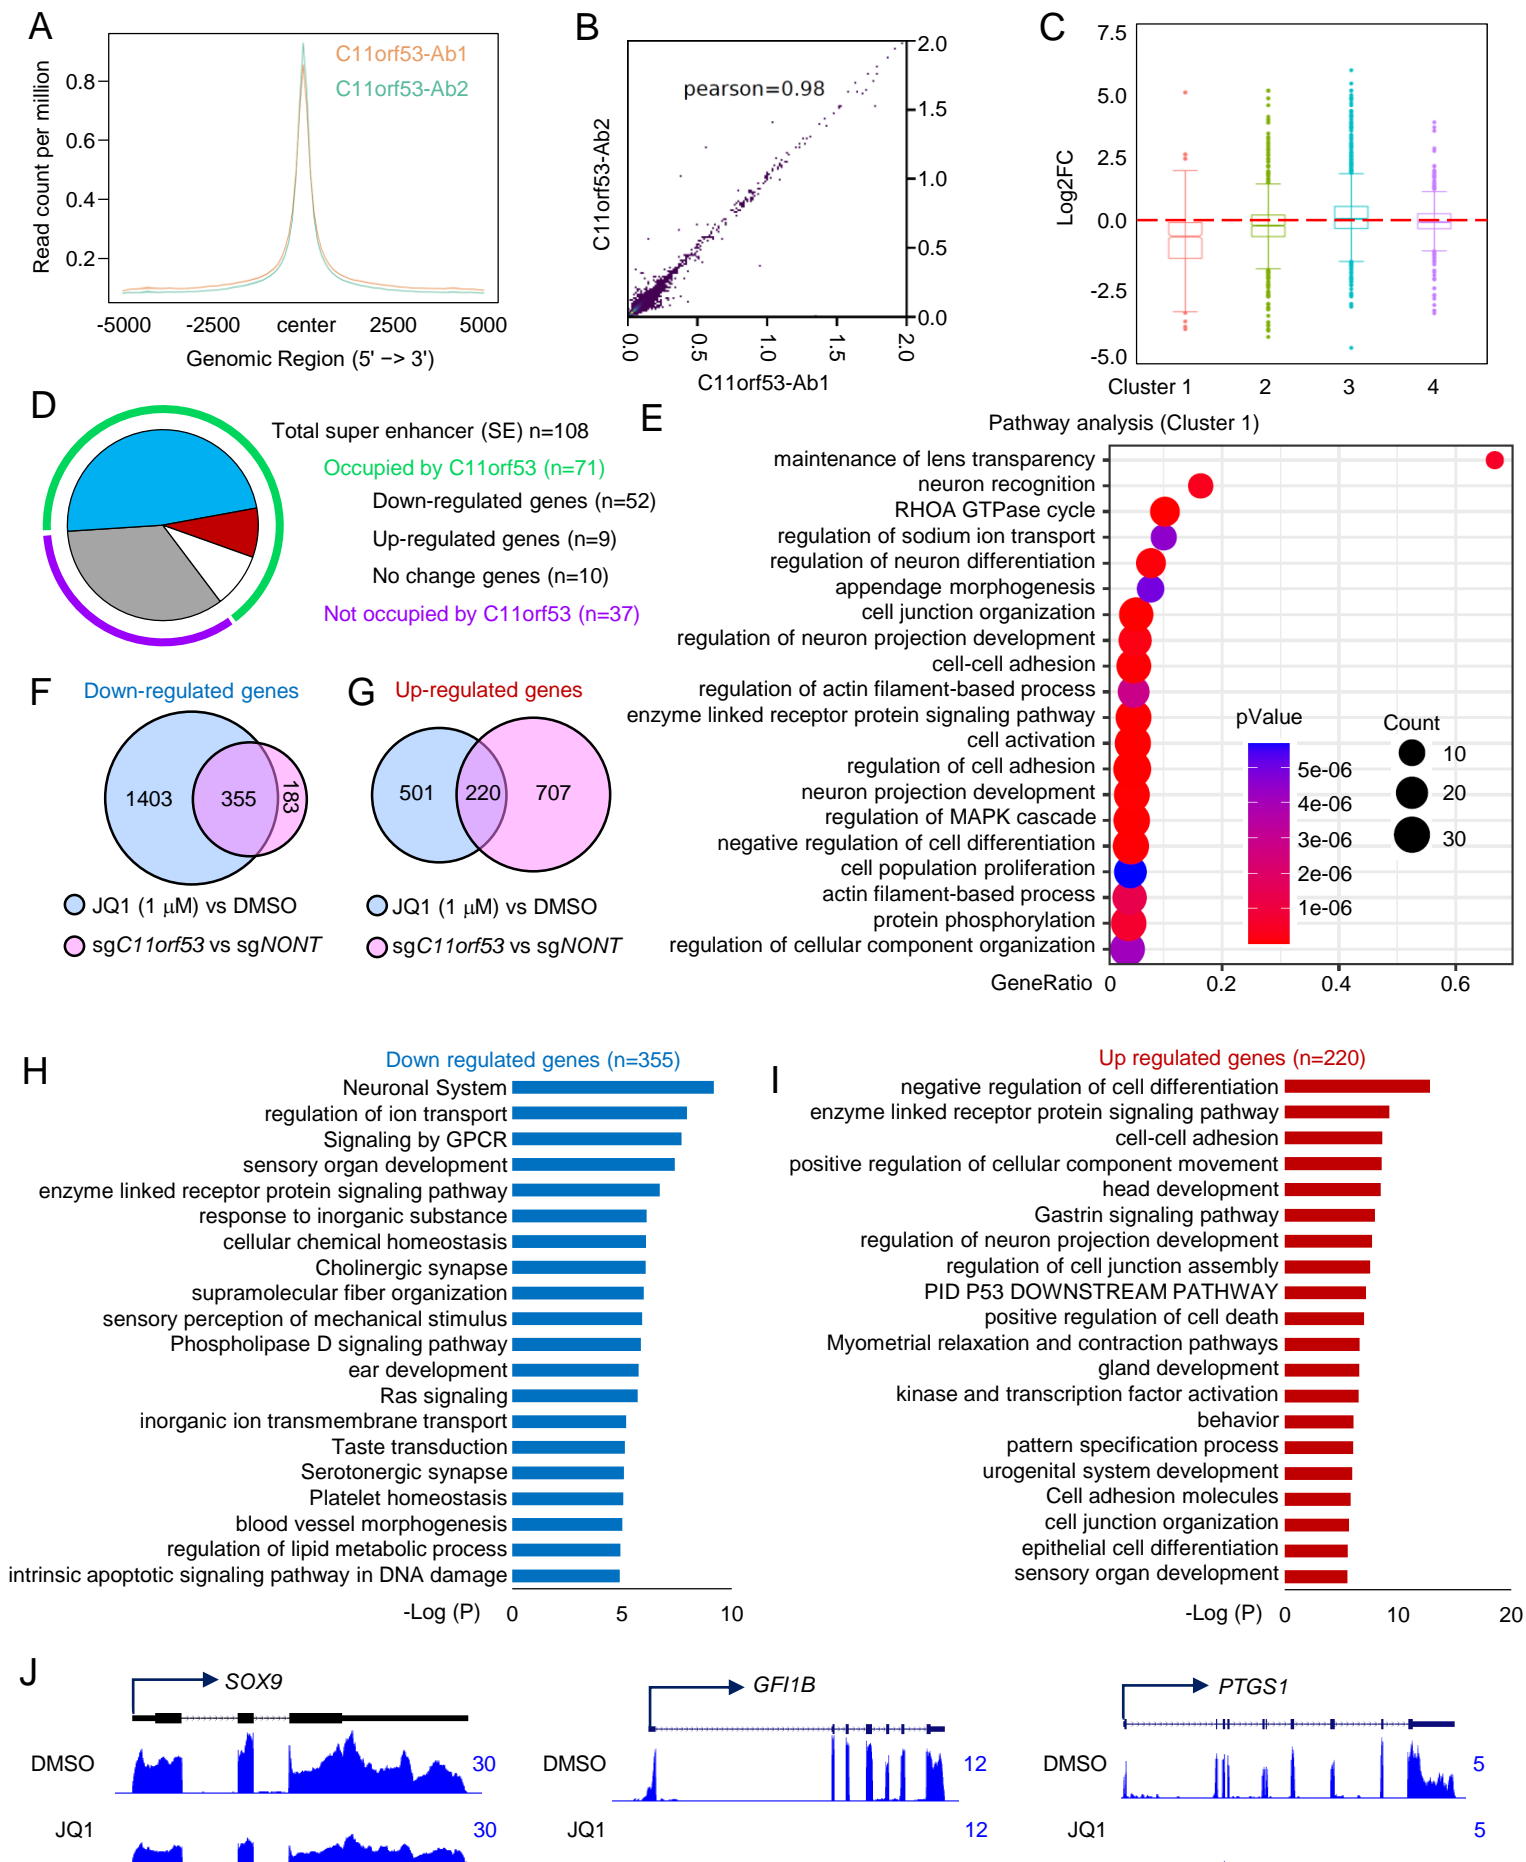 A
C11orf53-Ab1
C11orf53-Ab2
Read count per million
0.8
0.6
0.4
0.2
-5000 -2500 center 2500 5000
Genomic Region (5' −> 3')
B
pearson=0.98
C11orf53-Ab2
2.0
1.5
1.0
0.5
0.0
0.0 0.5 1.0 1.5 2.0
C11orf53-Ab1
C
Log2FC
7.5
5.0
2.5
0.0
-2.5
-5.0
Cluster 1 2 3 4
D
Total super enhancer (SE) n=108
Occupied by C11orf53 (n=71)
Down-regulated genes (n=52)
Up-regulated genes (n=9)
No change genes (n=10)
Not occupied by C11orf53 (n=37)
E
Pathway analysis (Cluster 1)
maintenance of lens transparency
neuron recognition
RHOA GTPase cycle
regulation of sodium ion transport
regulation of neuron differentiation
appendage morphogenesis
cell junction organization
regulation of neuron projection development
cell-cell adhesion
regulation of actin filament-based process
enzyme linked receptor protein signaling pathway
cell activation
regulation of cell adhesion
neuron projection development
regulation of MAPK cascade
negative regulation of cell differentiation
cell population proliferation
actin filament-based process
protein phosphorylation
regulation of cellular component organization
GeneRatio 0 0.2 0.4 0.6
pValue
5e-06
4e-06
3e-06
2e-06
1e-06
Count
10
20
30
F
Down-regulated genes
1403 355 183
JQ1 (1 μM) vs DMSO
sgC11orf53 vs sgNONT
G
Up-regulated genes
501 220 707
JQ1 (1 μM) vs DMSO
sgC11orf53 vs sgNONT
H
Down regulated genes (n=355)
Neuronal System
regulation of ion transport
Signaling by GPCR
sensory organ development
enzyme linked receptor protein signaling pathway
response to inorganic substance
cellular chemical homeostasis
Cholinergic synapse
supramolecular fiber organization
sensory perception of mechanical stimulus
Phospholipase D signaling pathway
ear development
Ras signaling
inorganic ion transmembrane transport
Taste transduction
Serotonergic synapse
Platelet homeostasis
blood vessel morphogenesis
regulation of lipid metabolic process
intrinsic apoptotic signaling pathway in DNA damage
-Log (P) 0 5 10
I
Up regulated genes (n=220)
negative regulation of cell differentiation
enzyme linked receptor protein signaling pathway
cell-cell adhesion
positive regulation of cellular component movement
head development
Gastrin signaling pathway
regulation of neuron projection development
regulation of cell junction assembly
PID P53 DOWNSTREAM PATHWAY
positive regulation of cell death
Myometrial relaxation and contraction pathways
gland development
kinase and transcription factor activation
behavior
pattern specification process
urogenital system development
Cell adhesion molecules
cell junction organization
epithelial cell differentiation
sensory organ development
-Log (P) 0 10 20
J
SOX9
DMSO 30
JQ1 30
GFI1B
DMSO 12
JQ1 12
PTGS1
DMSO 5
JQ1 5